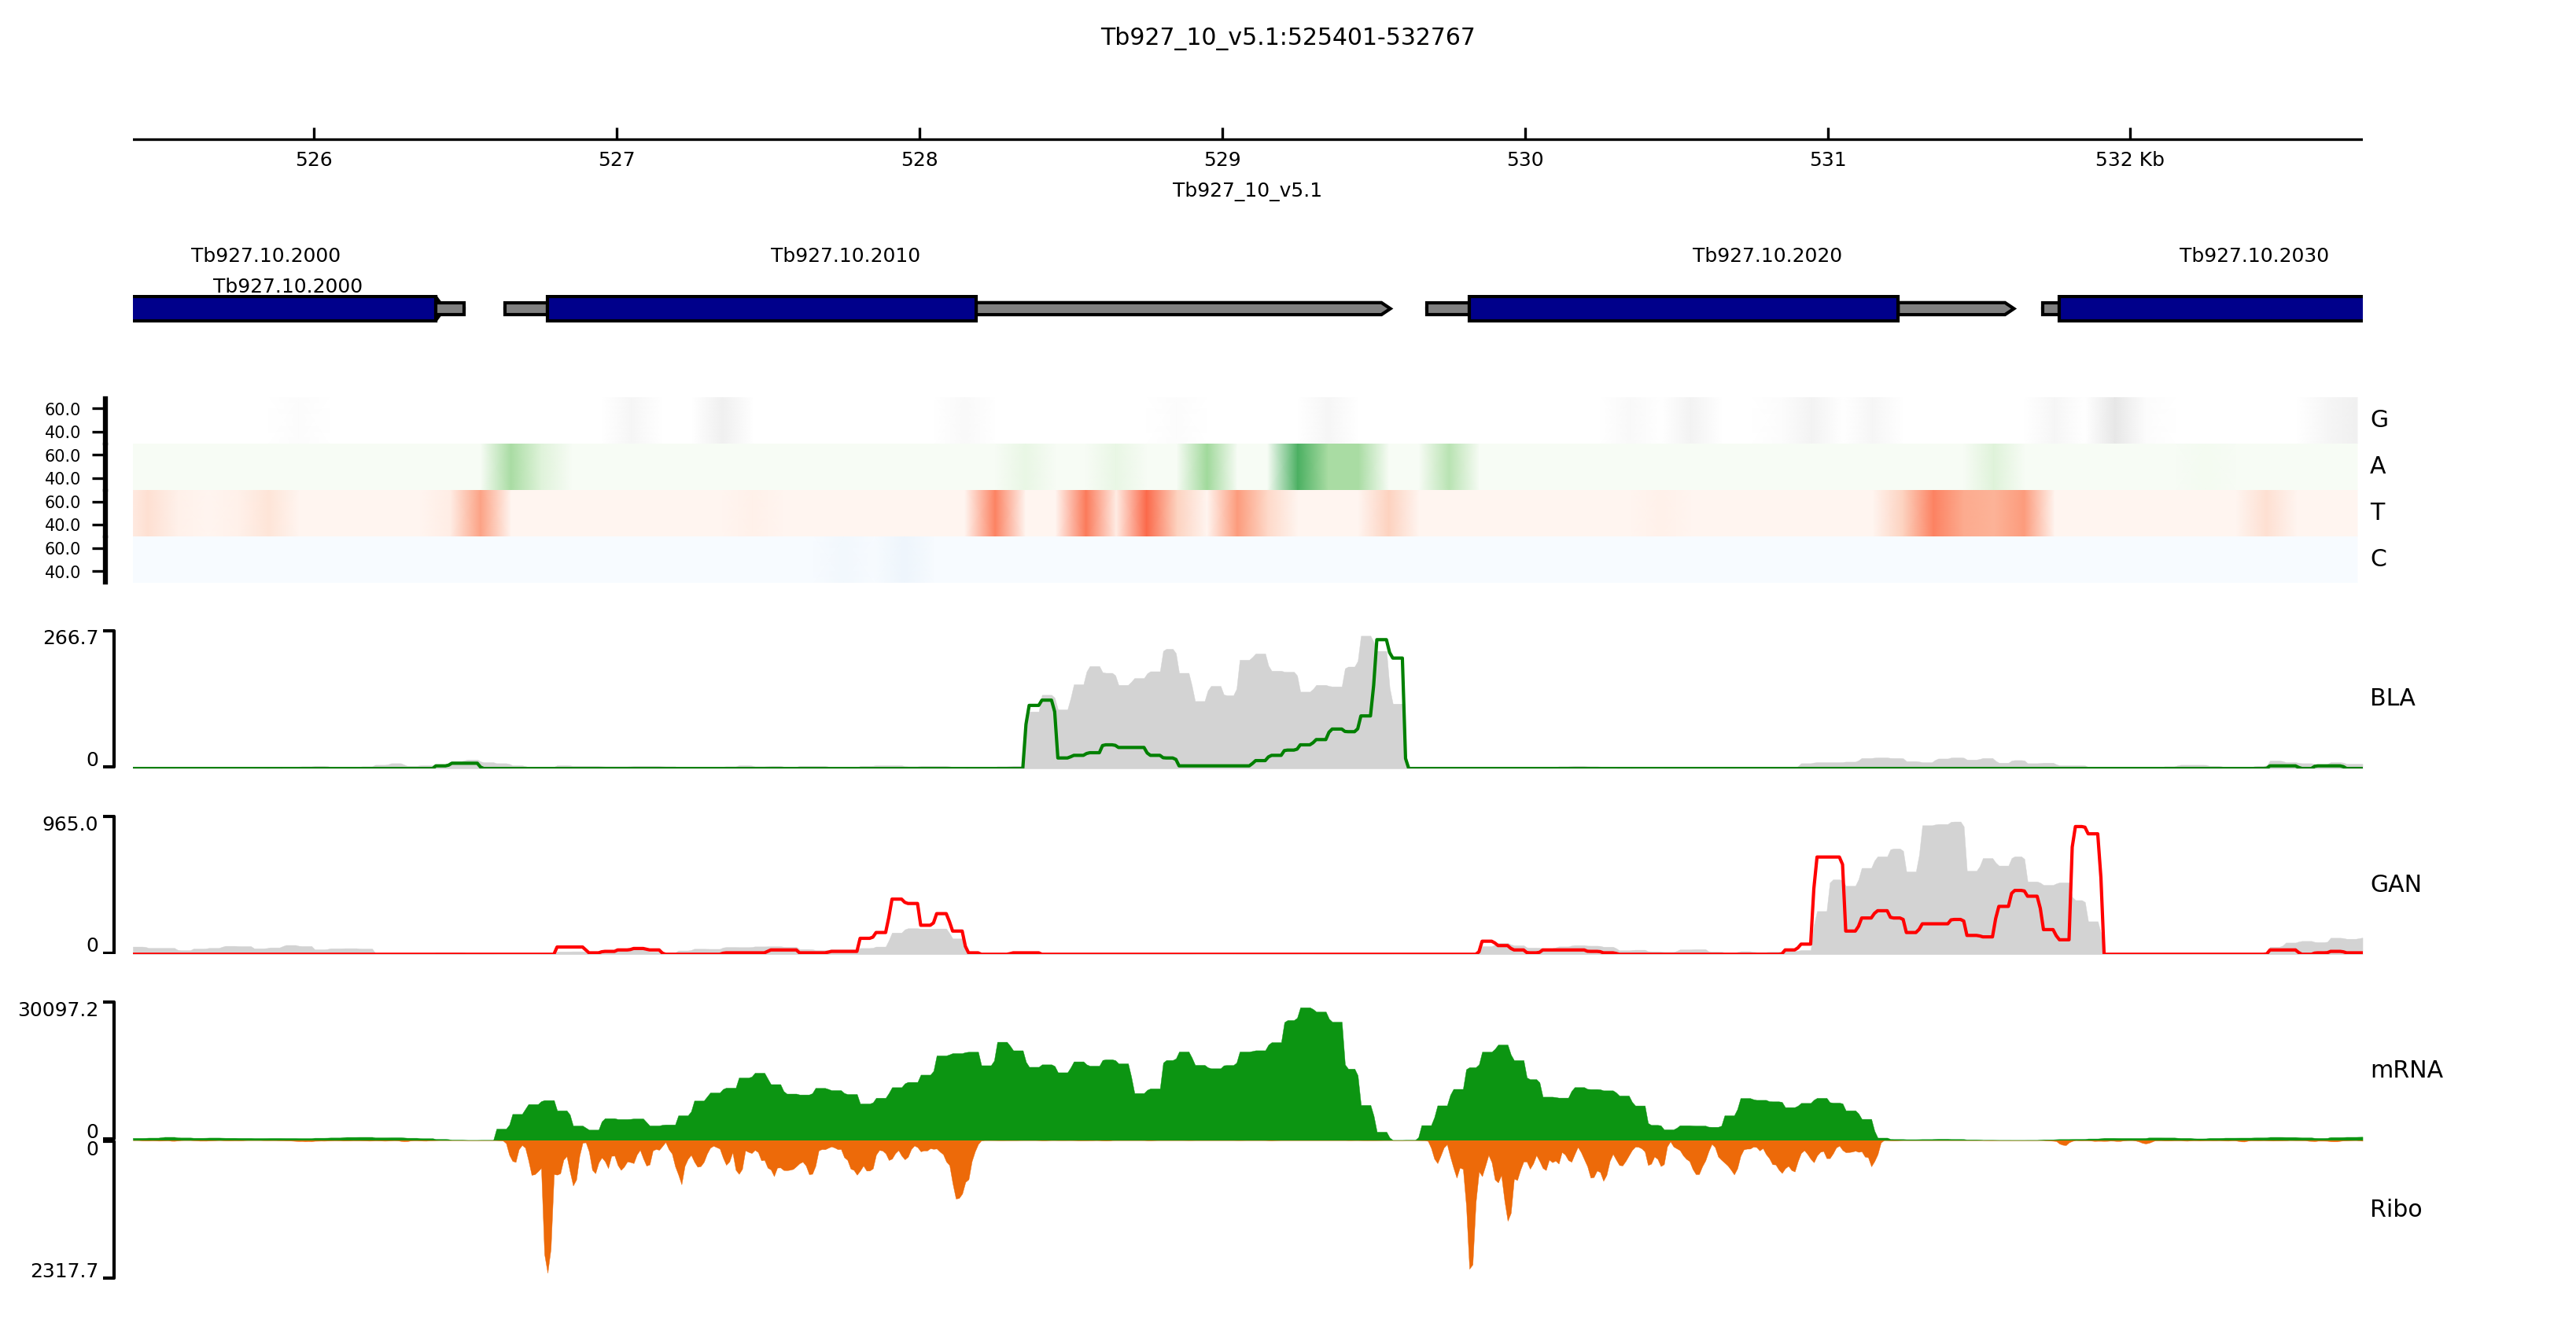 Tb927_10_v5.1:525401-532767
526 527 528 529 530 531 532 Kb
Tb927_10_v5.1
Tb927.10.2000 Tb927.10.2010 Tb927.10.2020 Tb927.10.2030
Tb927.10.2000
60.0
40.0
G
60.0
40.0
A
60.0
40.0
T
60.0
40.0
C
266.7
0
BLA
965.0
0
GAN
30097.2
0
mRNA
0
2317.7
Ribo